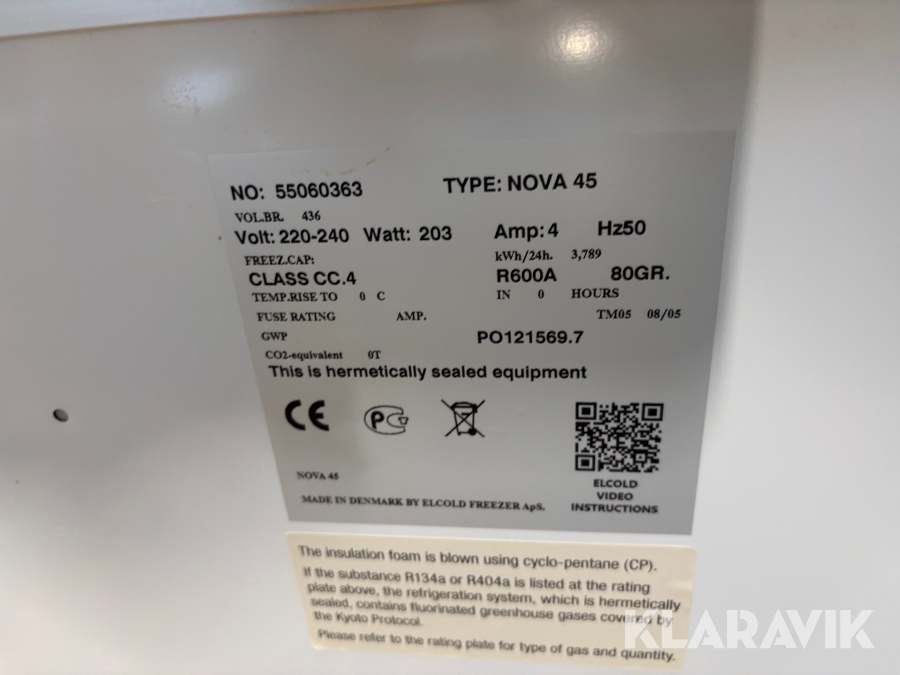 NO: 55060363 TYPE: NOVA 45
VOL.BR. 436
Volt: 220-240 Watt: 203 Amp: 4 Hz50
FREEZ.CAP: kWh/24h. 3,789
CLASS CC.4 R600A 80GR.
TEMP.RISE TO 0 C IN 0 HOURS
FUSE RATING AMP. TM05 08/05
GWP PO121569.7
CO2-equivalent 0T
This is hermetically sealed equipment
CE
PC
NOVA 45
MADE IN DENMARK BY ELCOLD FREEZER ApS.
ELCOLD
VIDEO
INSTRUCTIONS
The insulation foam is blown using cyclo-pentane (CP).
If the substance R134a or R404a is listed at the rating
plate above, the refrigeration system, which is hermetically
sealed, contains fluorinated greenhouse gases covered by
the Kyoto Protocol.
Please refer to the rating plate for type of gas and quantity.
KLARAVIK